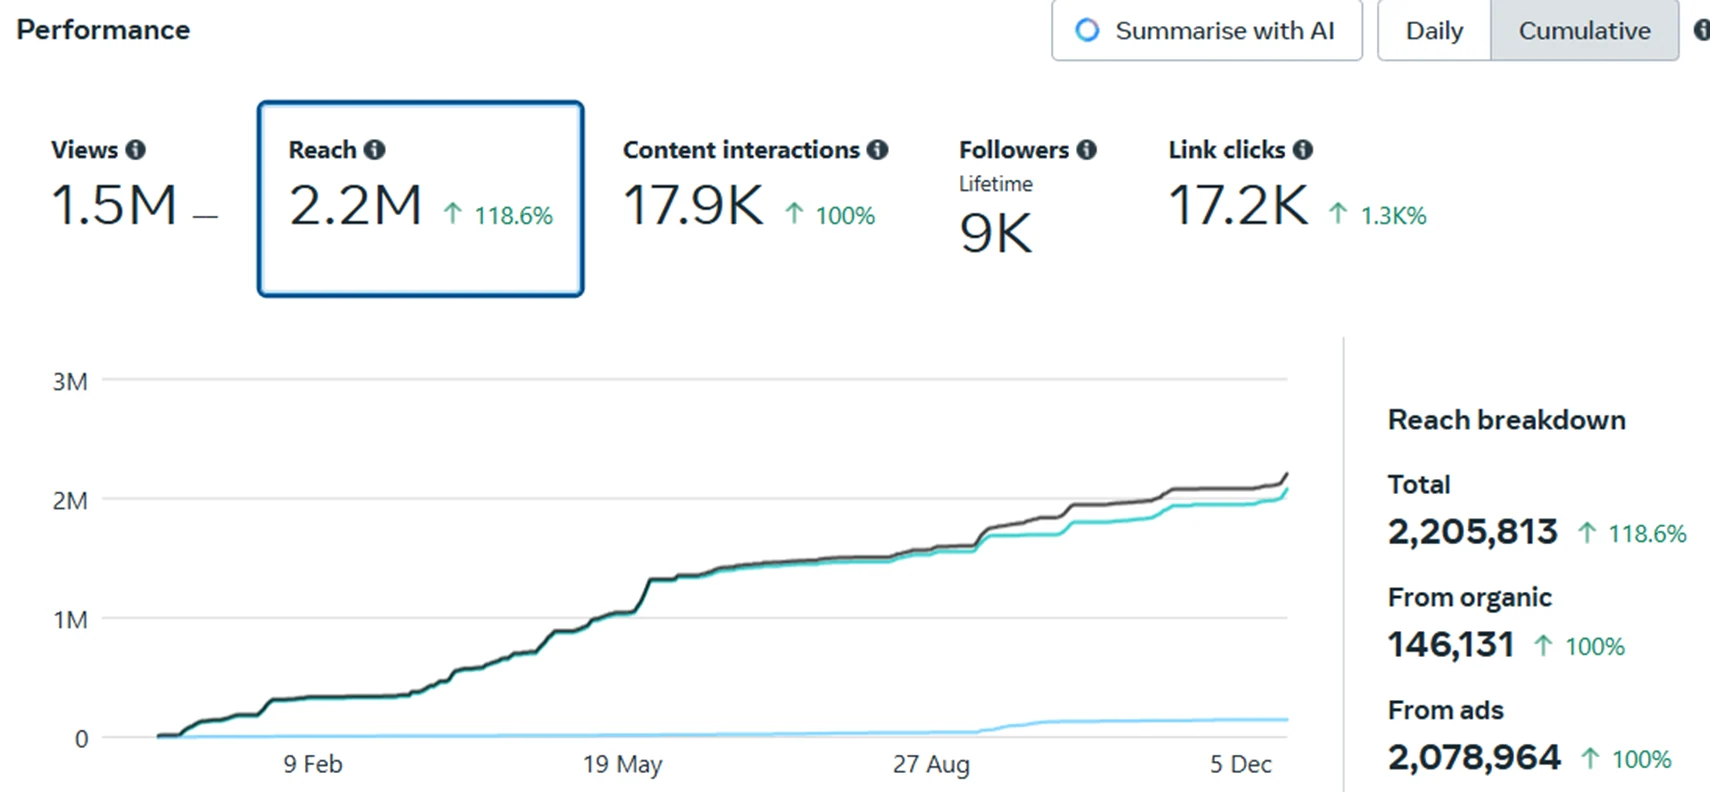 Performance
Summarise with AI
Daily
Cumulative
Views
1.5M —
Reach
2.2M ↑ 118.6%
Content interactions
17.9K ↑ 100%
Followers
Lifetime
9K
Link clicks
17.2K ↑ 1.3K%
3M
2M
1M
0
9 Feb
19 May
27 Aug
5 Dec
Reach breakdown
Total
2,205,813 ↑ 118.6%
From organic
146,131 ↑ 100%
From ads
2,078,964 ↑ 100%